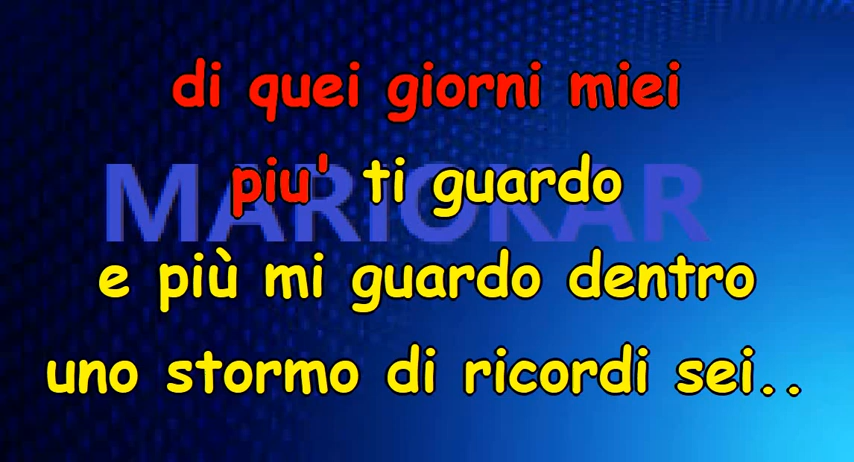 di quei giorni miei
piu' ti guardo
MARIOKAR
e più mi guardo dentro
uno stormo di ricordi sei..